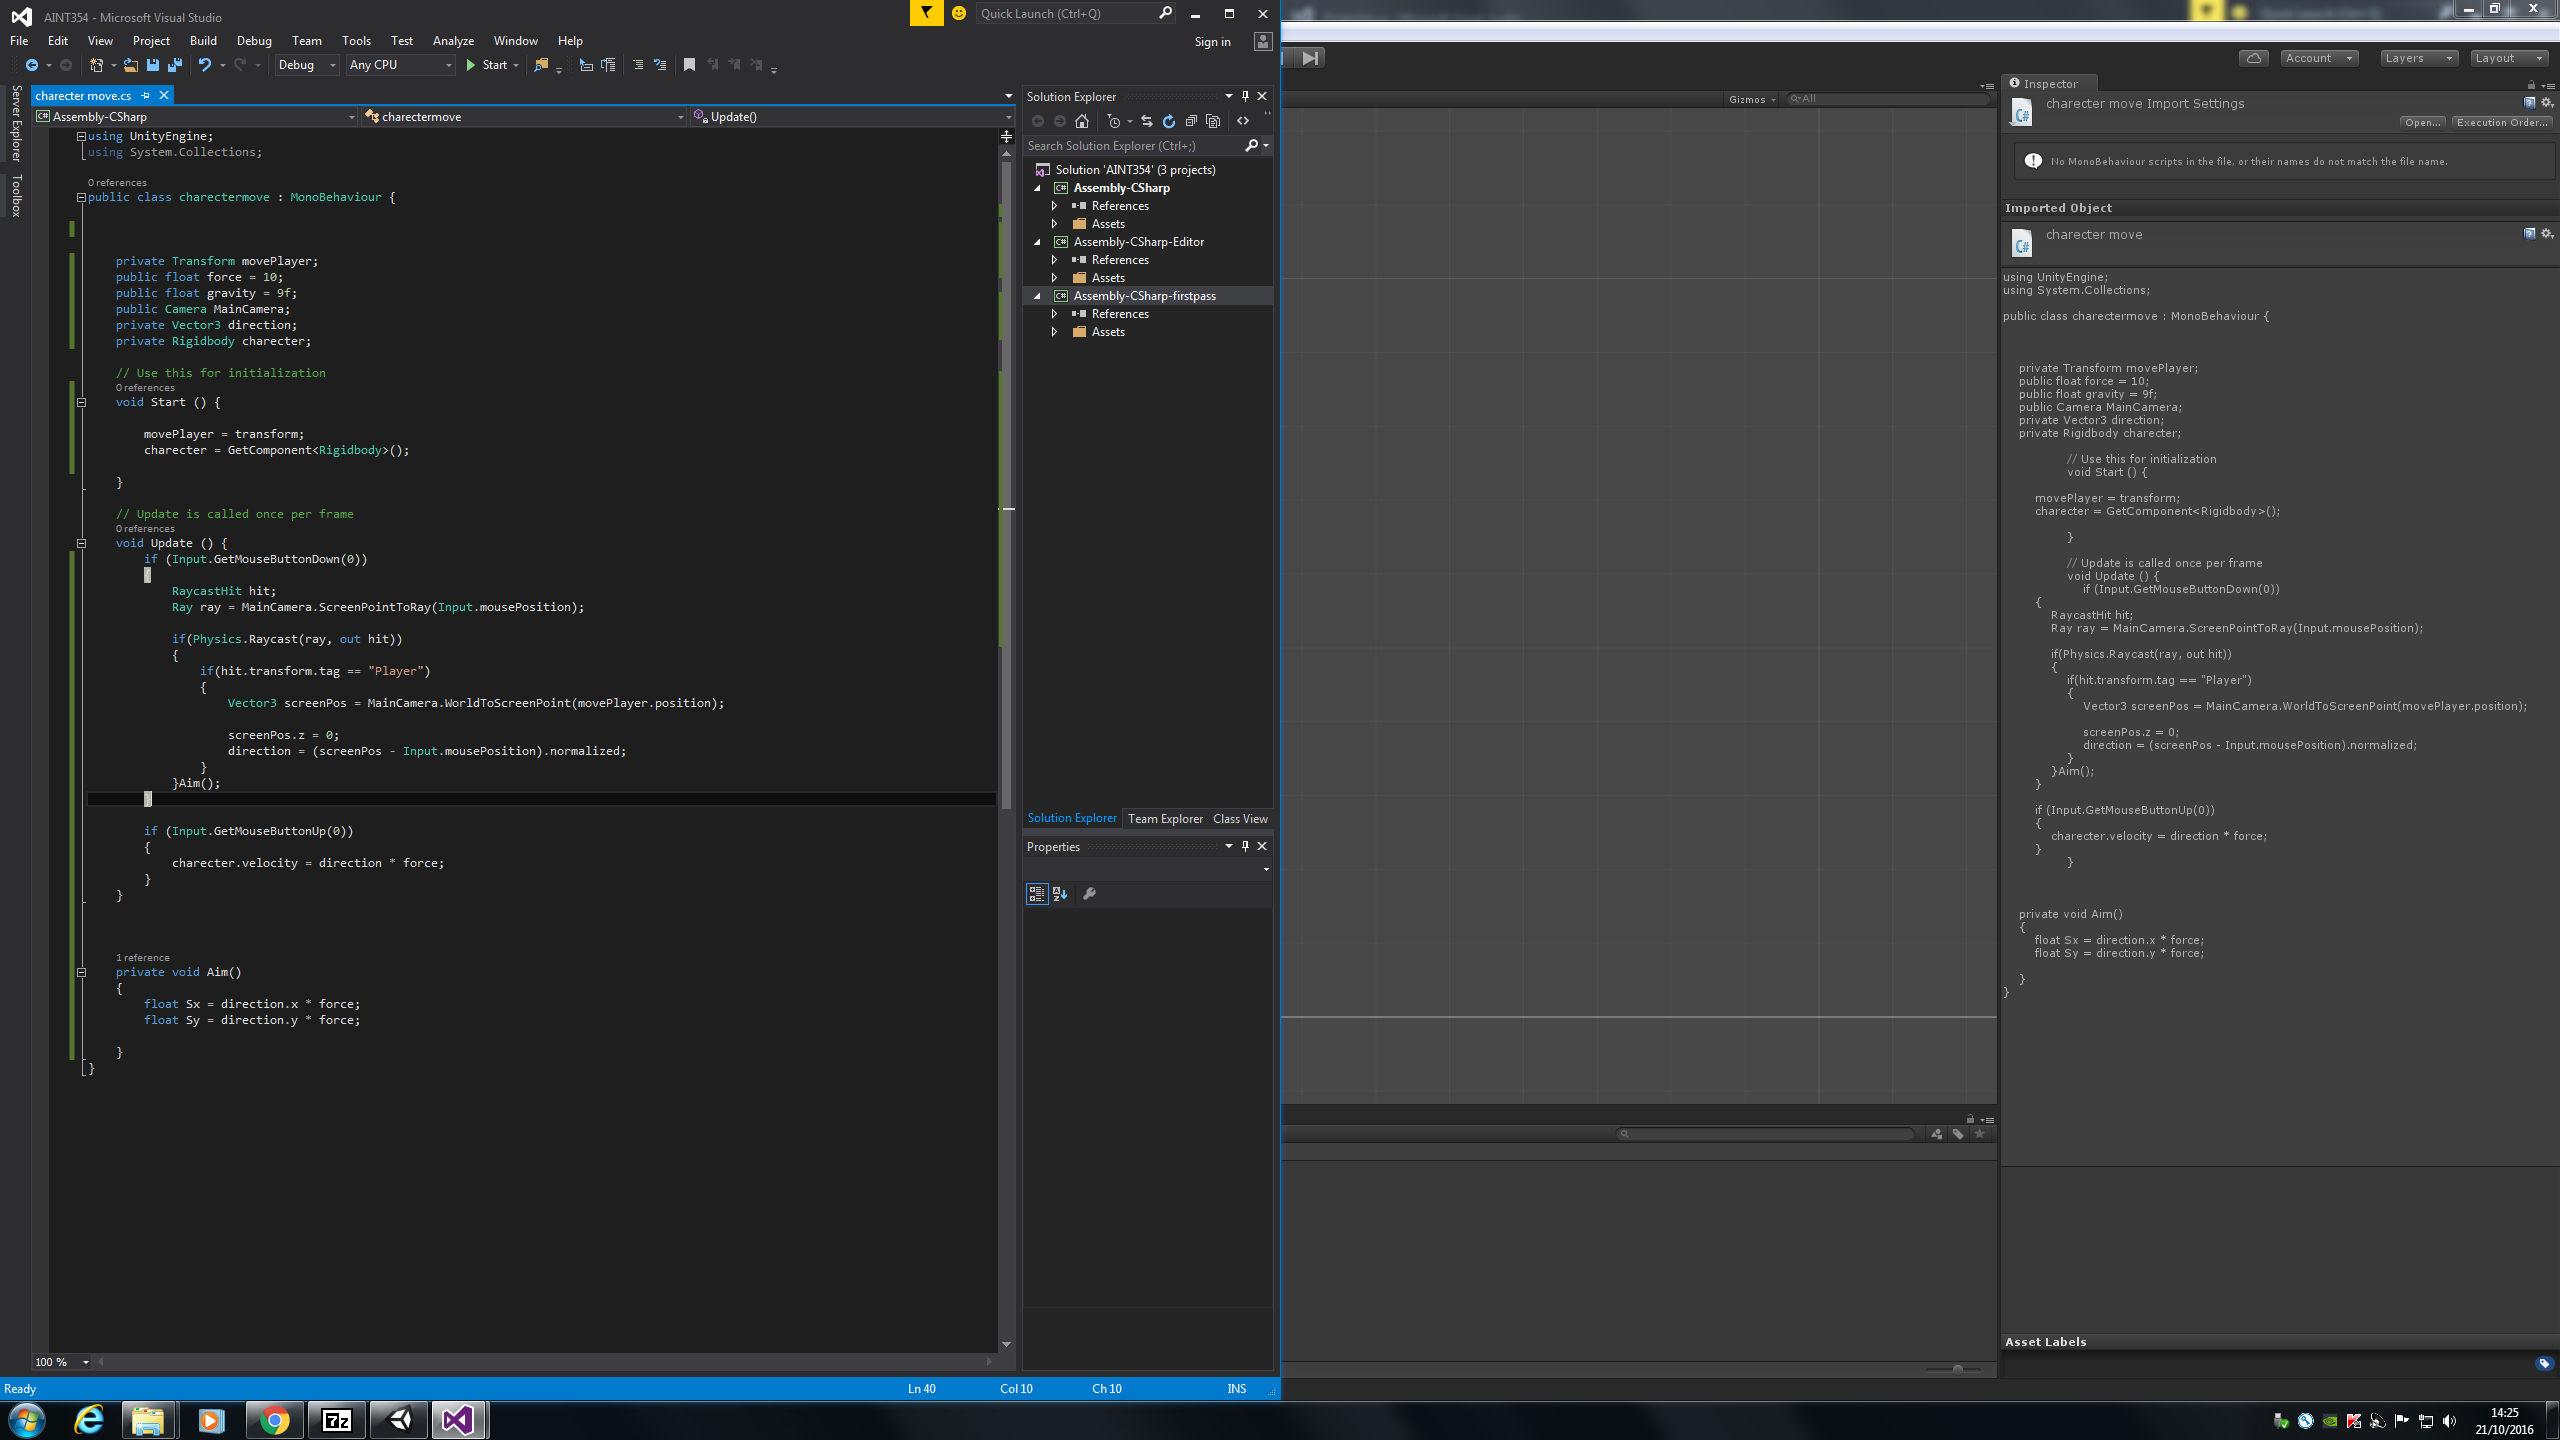 AINT354 - Microsoft Visual Studio
Quick Launch (Ctrl+Q)
File Edit View Project Build Debug Team Tools Test Analyze Window Help
Sign in
Debug Any CPU Start
Server Explorer
Toolbox
charecter move.cs
Assembly-CSharp charectermove Update()
using UnityEngine;
using System.Collections;
0 references
public class charectermove : MonoBehaviour {
private Transform movePlayer;
public float force = 10;
public float gravity = 9f;
public Camera MainCamera;
private Vector3 direction;
private Rigidbody charecter;
// Use this for initialization
0 references
void Start () {
movePlayer = transform;
charecter = GetComponent<Rigidbody>();
}
// Update is called once per frame
0 references
void Update () {
if (Input.GetMouseButtonDown(0))
{
RaycastHit hit;
Ray ray = MainCamera.ScreenPointToRay(Input.mousePosition);
if(Physics.Raycast(ray, out hit))
{
if(hit.transform.tag == "Player")
{
Vector3 screenPos = MainCamera.WorldToScreenPoint(movePlayer.position);
screenPos.z = 0;
direction = (screenPos - Input.mousePosition).normalized;
}
}Aim();
}
if (Input.GetMouseButtonUp(0))
{
charecter.velocity = direction * force;
}
}
1 reference
private void Aim()
{
float Sx = direction.x * force;
float Sy = direction.y * force;
}
}
100 %
Ready
Ln 40 Col 10 Ch 10 INS
Solution Explorer
Search Solution Explorer (Ctrl+;)
Solution 'AINT354' (3 projects)
Assembly-CSharp
References
Assets
Assembly-CSharp-Editor
References
Assets
Assembly-CSharp-firstpass
References
Assets
Solution Explorer Team Explorer Class View
Properties
Account Layers Layout
Gizmos All
Inspector
charecter move Import Settings
Open... Execution Order...
No MonoBehaviour scripts in the file, or their names do not match the file name.
Imported Object
charecter move
using UnityEngine;
using System.Collections;
public class charectermove : MonoBehaviour {
private Transform movePlayer;
public float force = 10;
public float gravity = 9f;
public Camera MainCamera;
private Vector3 direction;
private Rigidbody charecter;
// Use this for initialization
void Start () {
movePlayer = transform;
charecter = GetComponent<Rigidbody>();
}
// Update is called once per frame
void Update () {
if (Input.GetMouseButtonDown(0))
{
RaycastHit hit;
Ray ray = MainCamera.ScreenPointToRay(Input.mousePosition);
if(Physics.Raycast(ray, out hit))
{
if(hit.transform.tag == "Player")
{
Vector3 screenPos = MainCamera.WorldToScreenPoint(movePlayer.position);
screenPos.z = 0;
direction = (screenPos - Input.mousePosition).normalized;
}
}Aim();
}
if (Input.GetMouseButtonUp(0))
{
charecter.velocity = direction * force;
}
}
private void Aim()
{
float Sx = direction.x * force;
float Sy = direction.y * force;
}
}
Asset Labels
7z
14:25
21/10/2016